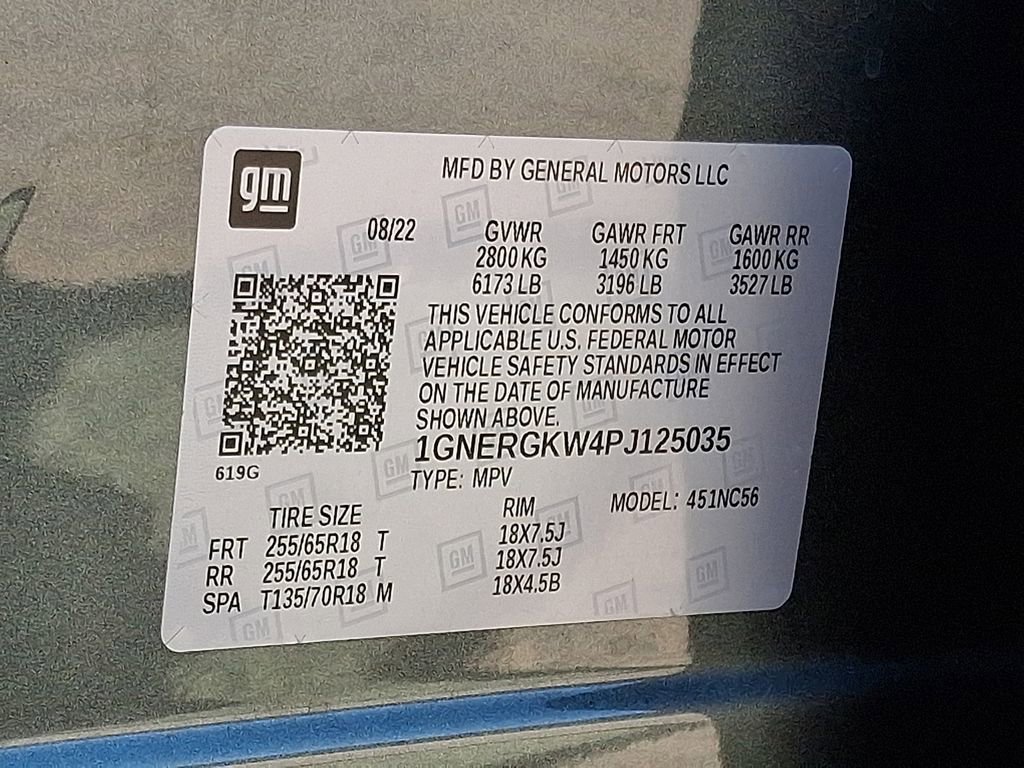 gm
MFD BY GENERAL MOTORS LLC
08/22 GVWR GAWR FRT GAWR RR
2800 KG 1450 KG 1600 KG
6173 LB 3196 LB 3527 LB
THIS VEHICLE CONFORMS TO ALL
APPLICABLE U.S. FEDERAL MOTOR
VEHICLE SAFETY STANDARDS IN EFFECT
ON THE DATE OF MANUFACTURE
SHOWN ABOVE.
1GNERGKW4PJ125035
619G
TYPE: MPV
TIRE SIZE RIM MODEL: 451NC56
FRT 255/65R18 T 18X7.5J
RR 255/65R18 T 18X7.5J
SPA T135/70R18 M 18X4.5B